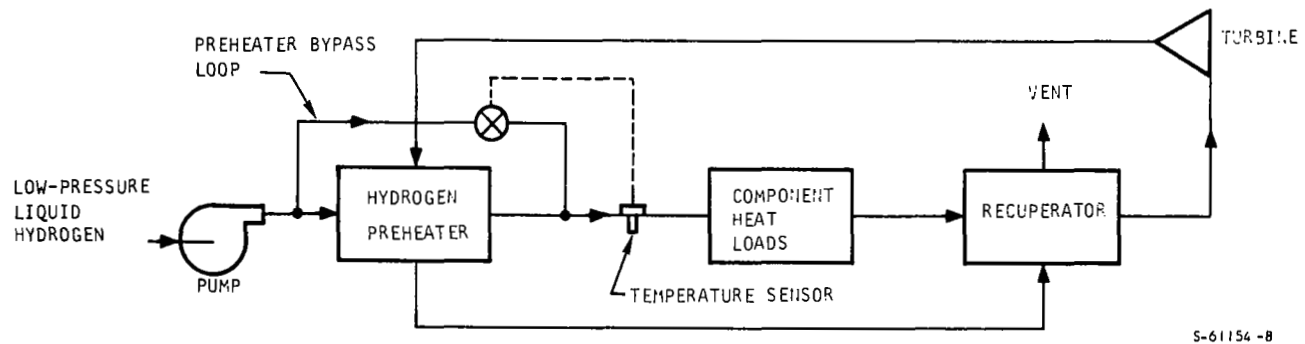 PREHEATER BYPASS
LOOP
TURBINE
VENT
LOW-PRESSURE
LIQUID
HYDROGEN
HYDROGEN
PREHEATER
COMPONENT
HEAT
LOADS
RECUPERATOR
PUMP
TEMPERATURE SENSOR
S-61154-8